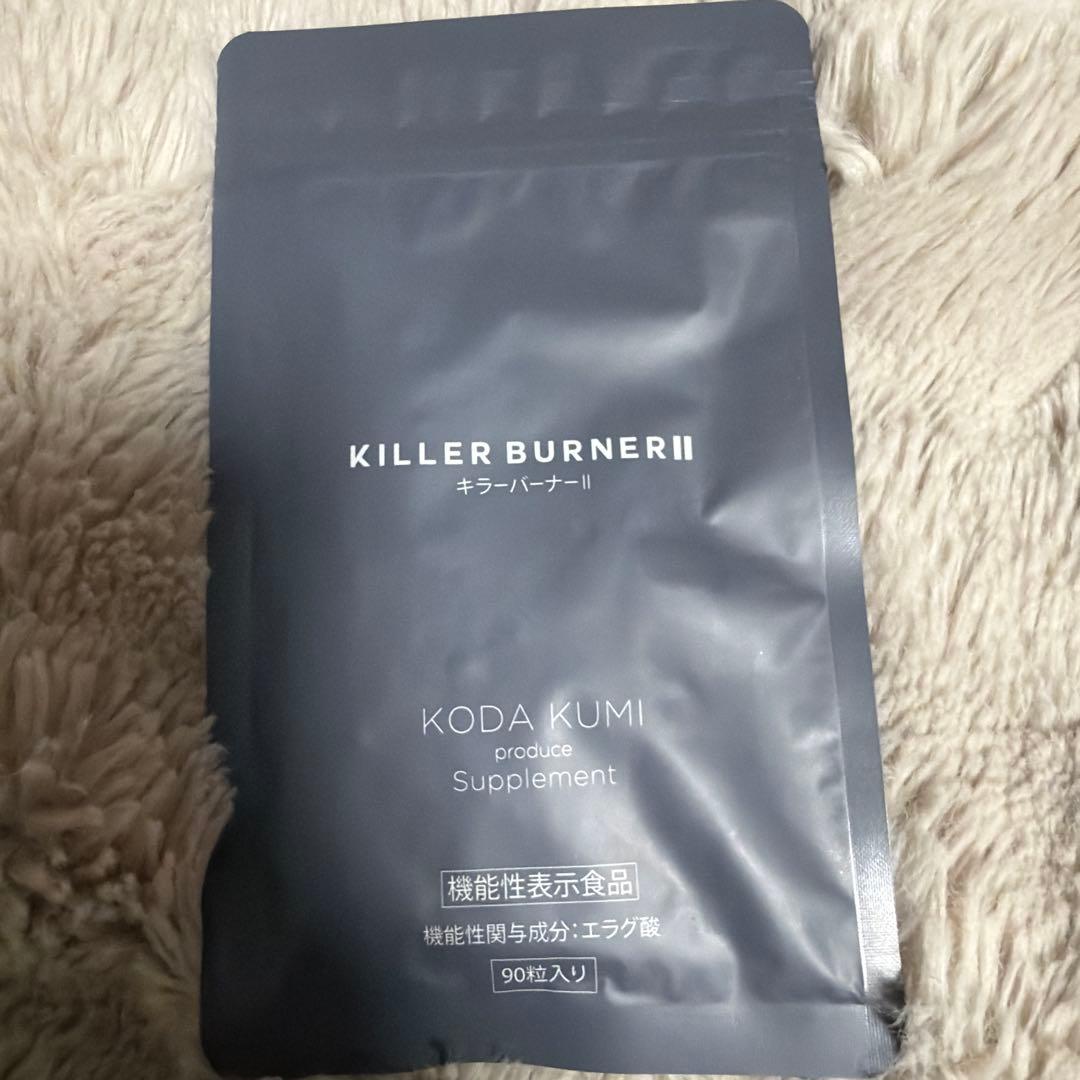 KILLER BURNERⅡ
キラーバーナーⅡ
KODA KUMI
produce
Supplement
機能性表示食品
機能性関与成分：エラグ酸
90粒入り